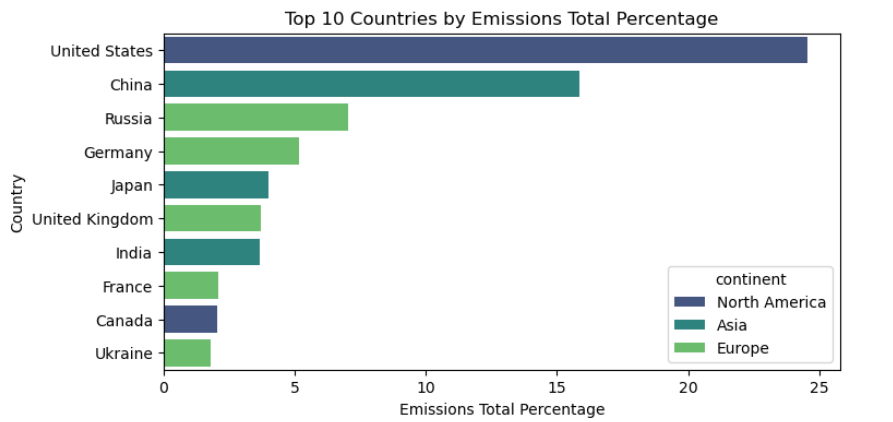 Top 10 Countries by Emissions Total Percentage
Country
United States
China
Russia
Germany
Japan
United Kingdom
India
France
Canada
Ukraine
continent
North America
Asia
Europe
0 5 10 15 20 25
Emissions Total Percentage